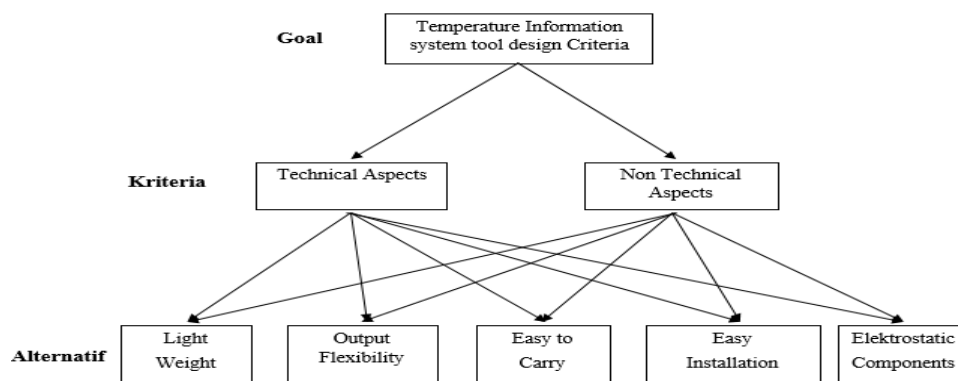 Goal
Temperature Information
system tool design Criteria
Kriteria
Technical Aspects
Non Technical
Aspects
Alternatif
Light
Weight
Output
Flexibility
Easy to
Carry
Easy
Installation
Elektrostatic
Components